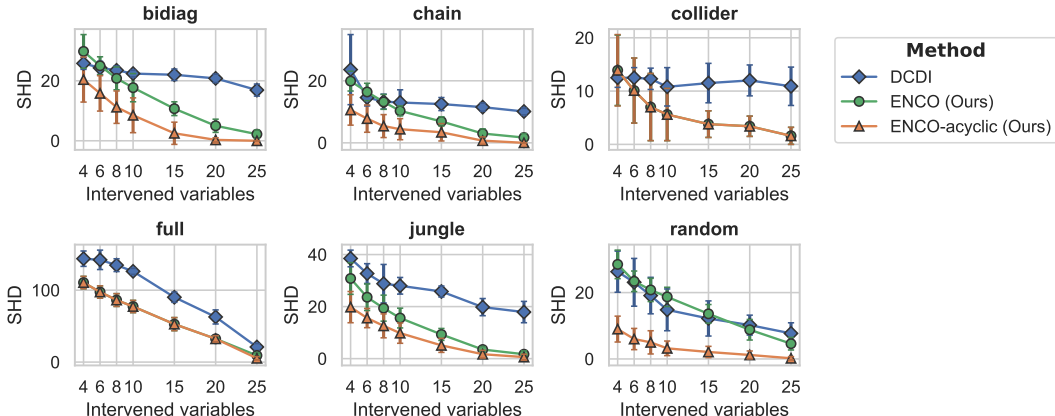 bidiag
SHD
20
0
4 6 8 10 15 20 25
Intervened variables
chain
SHD
20
0
4 6 8 10 15 20 25
Intervened variables
collider
SHD
20
10
0
4 6 8 10 15 20 25
Intervened variables
Method
DCDI
ENCO (Ours)
ENCO-acyclic (Ours)
full
SHD
100
0
4 6 8 10 15 20 25
Intervened variables
jungle
SHD
40
20
0
4 6 8 10 15 20 25
Intervened variables
random
SHD
20
0
4 6 8 10 15 20 25
Intervened variables